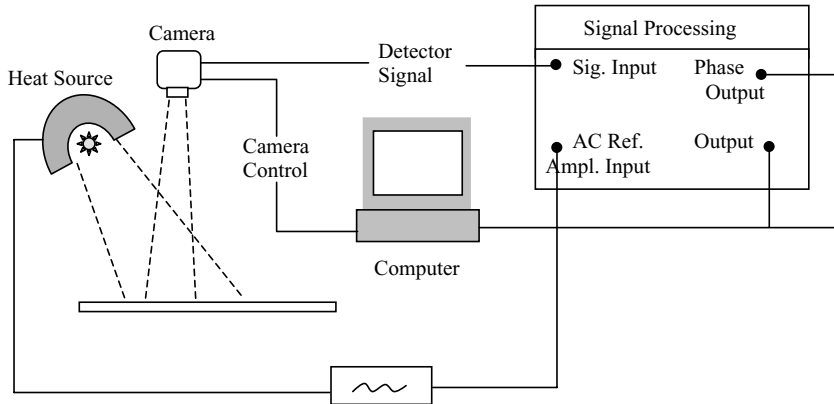 Camera
Signal Processing
Heat Source
Detector
Signal
Sig. Input
Phase
Output
Camera
Control
AC Ref.
Ampl. Input
Output
Computer